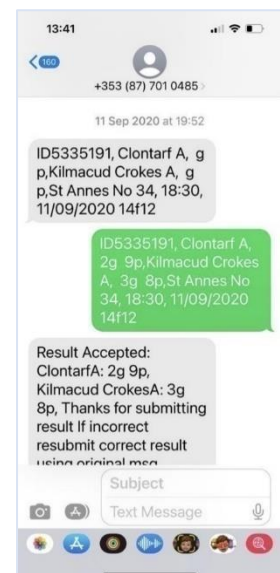 13:41
160
+353 (87) 701 0485
11 Sep 2020 at 19:52
ID5335191, Clontarf A, g
p,Kilmacud Crokes A, g
p,St Annes No 34, 18:30,
11/09/2020 14f12
ID5335191, Clontarf A,
2g 9p,Kilmacud Crokes
A, 3g 8p,St Annes No
34, 18:30, 11/09/2020
14f12
Result Accepted:
ClontarfA: 2g 9p,
Kilmacud CrokesA: 3g
8p, Thanks for submitting
result If incorrect
resubmit correct result
using original msg
Subject
Text Message